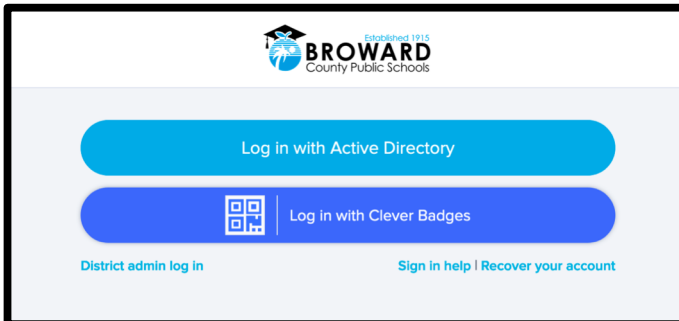 Established 1915
BROWARD
County Public Schools
Log in with Active Directory
Log in with Clever Badges
District admin log in
Sign in help | Recover your account